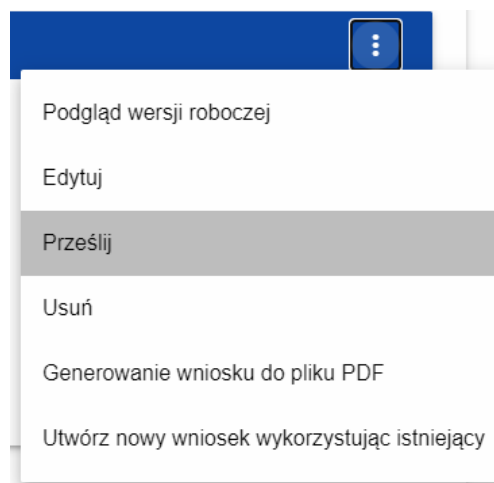 Podgląd wersji roboczej
Edytuj
Prześlij
Usuń
Generowanie wniosku do pliku PDF
Utwórz nowy wniosek wykorzystując istniejący